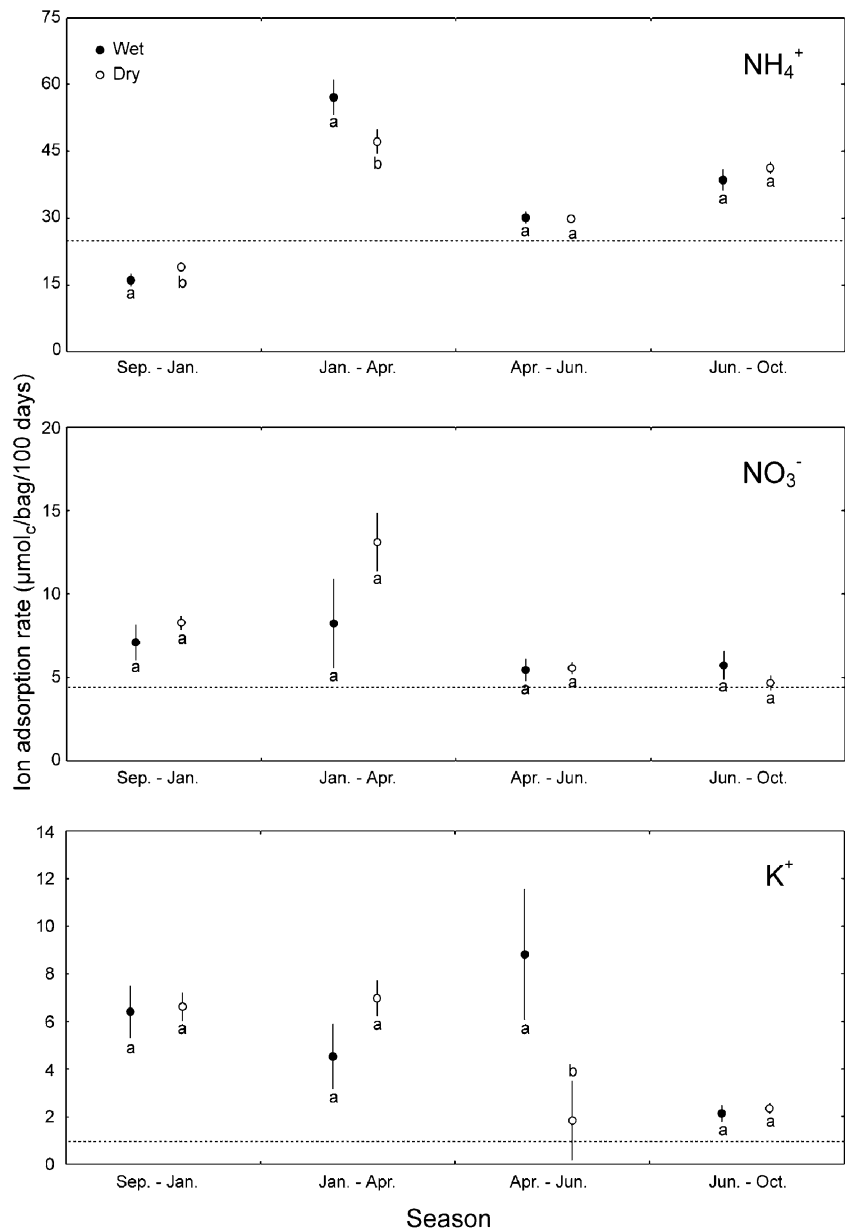 75
Wet
Dry
NH₄⁺
60
a
45
b
a
a
30
a
a
15
a
b
0
Sep. - Jan. Jan. - Apr. Apr. - Jun. Jun. - Oct.
Ion adsorption rate (µmol_c/bag/100 days)
20
NO₃⁻
15
a
10
a
a
5
a
a
a
a
a
0
Sep. - Jan. Jan. - Apr. Apr. - Jun. Jun. - Oct.
14
K⁺
12
10
8
6
a
a
a
a
4
b
a
2
a
a
0
Sep. - Jan. Jan. - Apr. Apr. - Jun. Jun. - Oct.
Season